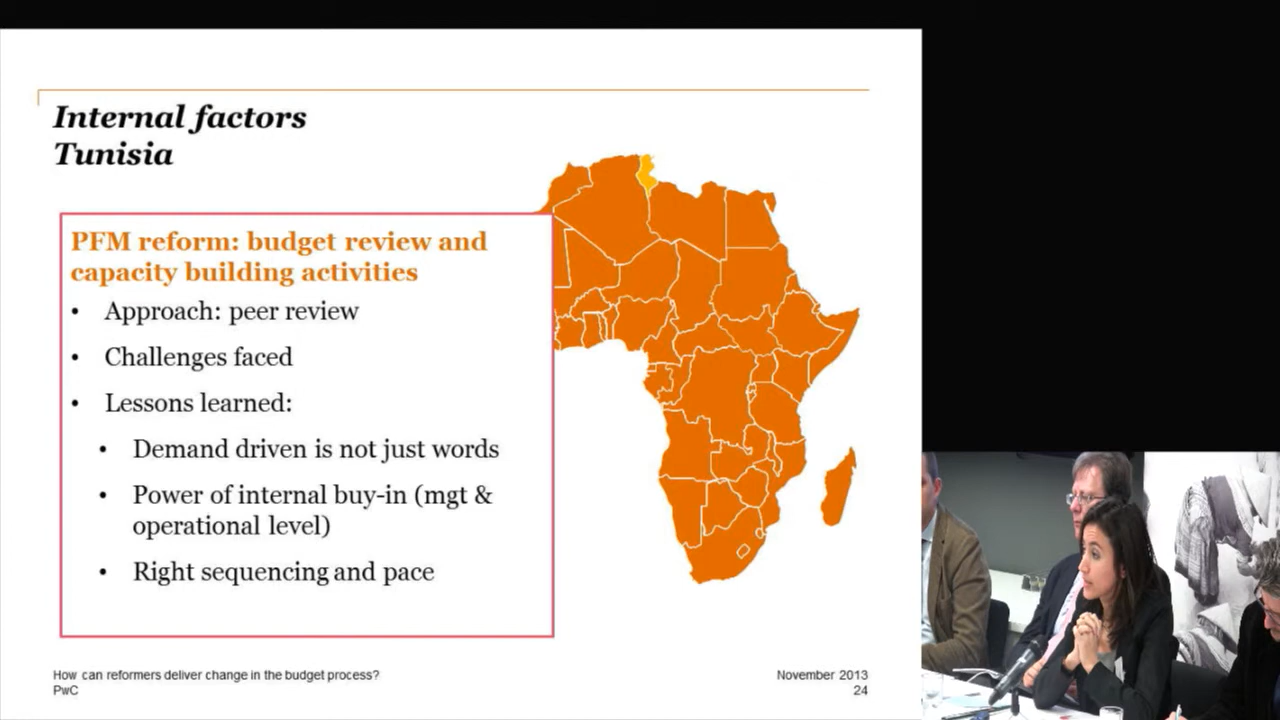 Internal factors
Tunisia
PFM reform: budget review and
capacity building activities
• Approach: peer review
• Challenges faced
• Lessons learned:
• Demand driven is not just words
• Power of internal buy-in (mgt &
operational level)
• Right sequencing and pace
How can reformers deliver change in the budget process?
PwC
November 2013
24